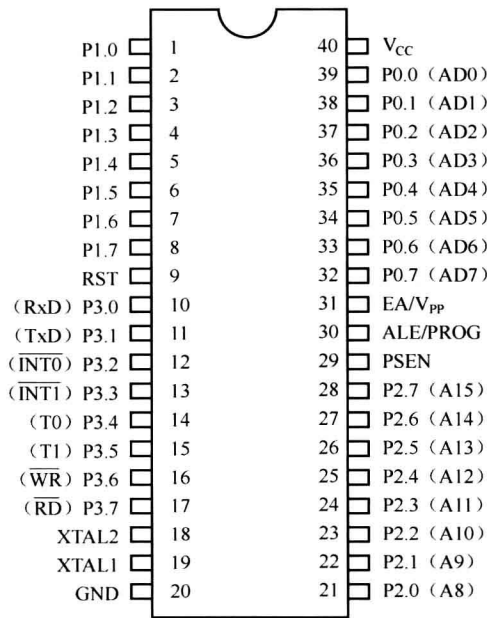 P1.0 1 40 VCC
P1.1 2 39 P0.0（AD0）
P1.2 3 38 P0.1（AD1）
P1.3 4 37 P0.2（AD2）
P1.4 5 36 P0.3（AD3）
P1.5 6 35 P0.4（AD4）
P1.6 7 34 P0.5（AD5）
P1.7 8 33 P0.6（AD6）
RST 9 32 P0.7（AD7）
（RxD）P3.0 10 31 EA/VPP
（TxD）P3.1 11 30 ALE/PROG
（I̅N̅T̅0̅）P3.2 12 29 PSEN
（I̅N̅T̅1̅）P3.3 13 28 P2.7（A15）
（T0）P3.4 14 27 P2.6（A14）
（T1）P3.5 15 26 P2.5（A13）
（W̅R̅）P3.6 16 25 P2.4（A12）
（R̅D̅）P3.7 17 24 P2.3（A11）
XTAL2 18 23 P2.2（A10）
XTAL1 19 22 P2.1（A9）
GND 20 21 P2.0（A8）